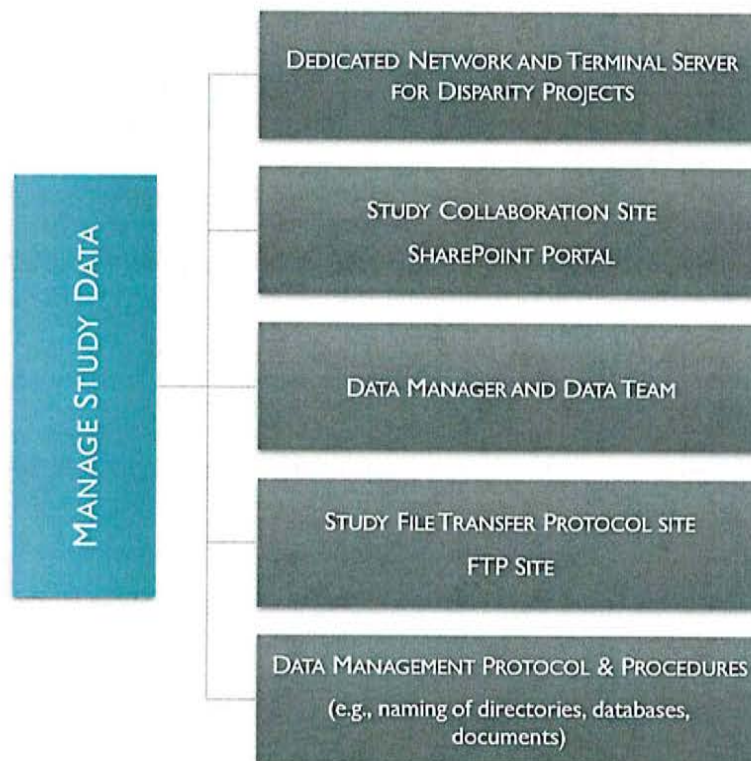 MANAGE STUDY DATA
DEDICATED NETWORK AND TERMINAL SERVER
FOR DISPARITY PROJECTS
STUDY COLLABORATION SITE
SHAREPOINT PORTAL
DATA MANAGER AND DATA TEAM
STUDY FILE TRANSFER PROTOCOL SITE
FTP SITE
DATA MANAGEMENT PROTOCOL & PROCEDURES
(e.g., naming of directories, databases,
documents)